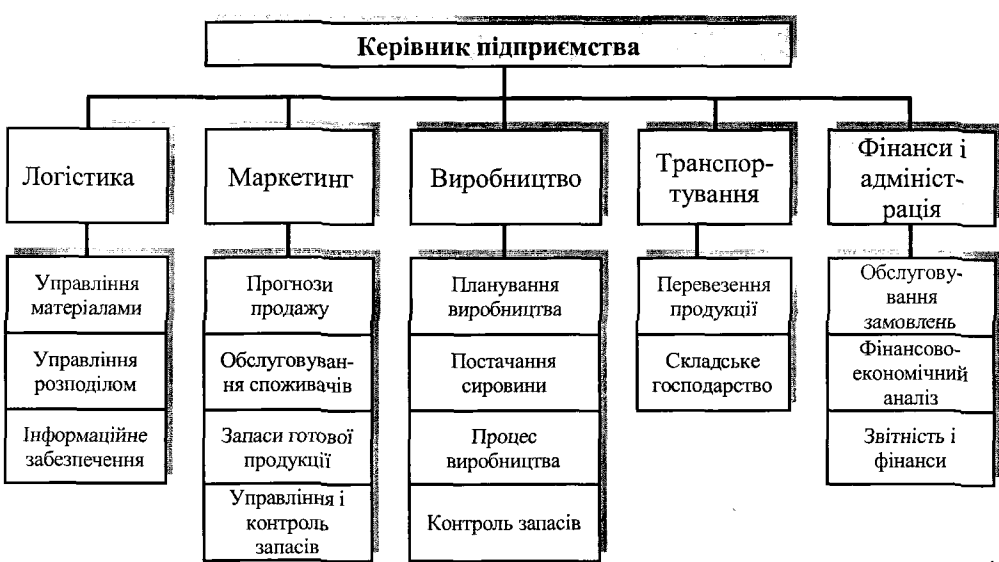 Керівник підприємства
Логістика
Маркетинг
Виробництво
Транспор-
тування
Фінанси і
адмініст-
рація
Управління
матеріалами
Управління
розподілом
Інформаційне
забезпечення
Прогнози
продажу
Обслуговуван-
ня споживачів
Запаси готової
продукції
Управління і
контроль
запасів
Планування
виробництва
Постачання
сировини
Процес
виробництва
Контроль запасів
Перевезення
продукції
Складське
господарство
Обслугову-
вання
замовлень
Фінансово-
економічний
аналіз
Звітність і
фінанси